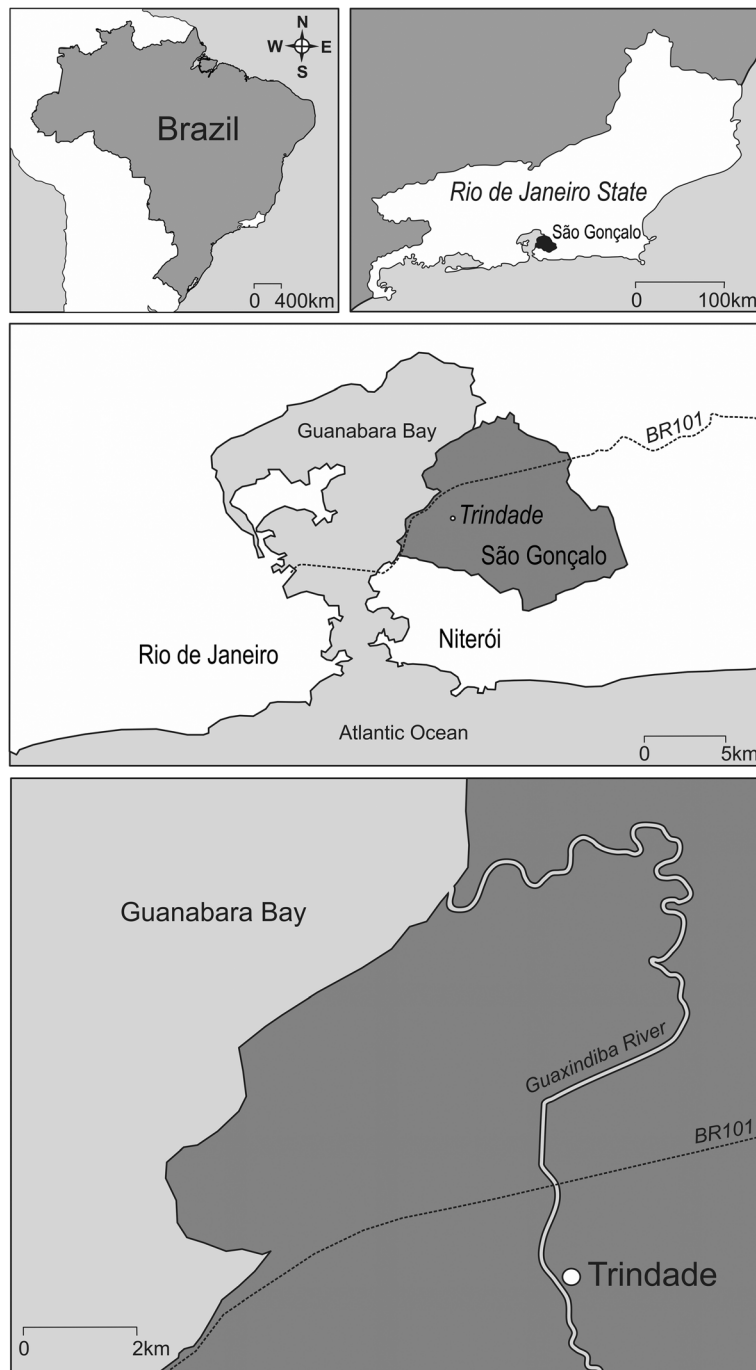 N
W E
S
Brazil
0 400km
Rio de Janeiro State
São Gonçalo
0 100km
Guanabara Bay
BR101
Trindade
São Gonçalo
Niterói
Rio de Janeiro
Atlantic Ocean
0 5km
Guanabara Bay
Guaxindiba River
BR101
Trindade
0 2km